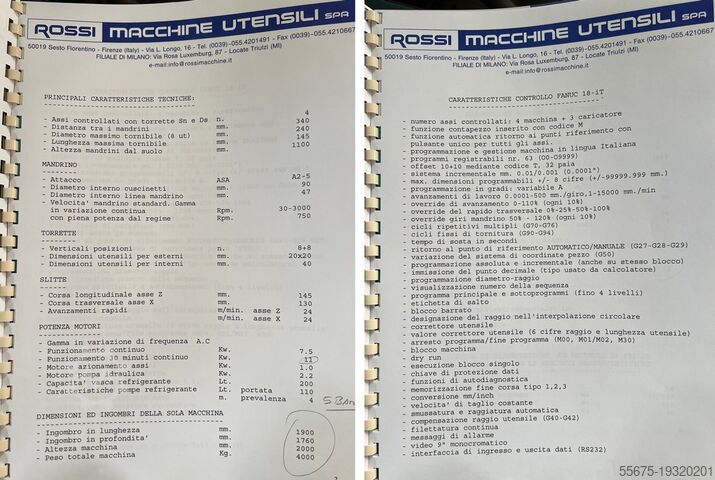 ROSSI MACCHINE UTENSILI SPA
50019 Sesto Fiorentino - Firenze (Italy) - Via L. Longo, 16 - Tel. (0039)-055.4201491 - Fax (0039)-055.4210667
FILIALE DI MILANO: Via Rosa Luxemburg, 87 - Locate Triulzi (MI)
e-mail:info@rossimacchine.it
PRINCIPALI CARATTERISTICHE TECNICHE:
- Assi controllati con torrette Sn e Ds n. 4
- Distanza tra i mandrini mm. 340
- Diametro massimo tornibile (8 ut) mm. 240
- Lunghezza massima tornibile mm. 145
- Altezza mandrini dal suolo mm. 1100
MANDRINO
- Attacco ASA A2-5
- Diametro interno cuscinetti mm. 90
- Diametro interno linea mandrino mm. 47
- Velocita' mandrino standard. Gamma
in variazione continua Rpm. 30-3000
con piena potenza dal regime Rpm. 750
TORRETTE
- Verticali posizioni n. 8+8
- Dimensioni utensili per esterni mm. 20x20
- Dimensioni utensili per interni mm. 40
SLITTE
- Corsa longitudinale asse Z mm. 145
- Corsa trasversale asse X mm. 130
- Avanzamenti rapidi m/min. asse Z 24
m/min. asse X 24
POTENZA MOTORI
- Gamma in variazione di frequenza A.C
- Funzionamento continuo Kw. 7.5
- Funzionamento 30 minuti continuo Kw. 11
- Motore azionamento assi Kw. 1.0
- Motore pompa idraulica Kw. 2.2
- Capacita' vasca refrigerante Lt. 200
- Caratteristiche pompe refrigerante Lt. portata 110
m. prevalenza 4
DIMENSIONI ED INGOMBRI DELLA SOLA MACCHINA
- Ingombro in lunghezza mm. 1900
- Ingombro in profondita' mm. 1760
- Altezza macchina mm. 2000
- Peso totale macchina Kg. 4000
ROSSI MACCHINE UTENSILI SPA
50019 Sesto Fiorentino - Firenze (Italy) - Via L. Longo, 16 - Tel. (0039)-055.4201491 - Fax (0039)-055.4210667
FILIALE DI MILANO: Via Rosa Luxemburg, 87 - Locate Triulzi (MI)
e-mail:info@rossimacchine.it
CARATTERISTICHE CONTROLLO FANUC 18-iT
- numero assi controllati: 4 macchina + 3 caricatore
- funzione contapezzo inserito con codice M
- funzione automatica ritorno ai punti riferimento con
pulsante unico per tutti gli assi.
- programmazione e gestione macchina in lingua Italiana
- programmi registrabili nr. 63 (O0-O9999)
- offset 10+10 mediante codice T, 32 paia
- sistema incrementale mm. 0.01/0.001 (0.0001")
- max. dimensioni programmabili +/- 8 cifre (+/-99999.999 mm.)
- programmazione in gradi: variabile A
- avanzamenti di lavoro 0.0001-500 mm./giro,1-15000 mm./min
- override di avanzamento 0-110% (ogni 10%)
- override del rapido trasversale 0%-25%-50%-100%
- override giri mandrino 50% - 120% (ogni 10%)
- cicli ripetitivi multipli (G70-G76)
- cicli fissi di tornitura (G90-G94)
- tempo di sosta in secondi
- ritorno al punto di riferimento AUTOMATICO/MANUALE (G27-G28-G29)
- variazione del sistema di coordinate pezzo (G50)
- programmazione assoluta e incrementale (anche su stesso blocco)
- immissione del punto decimale (tipo usato da calcolatore)
- programmazione diametro-raggio
- visualizzazione numero della sequenza
- programma principale e sottoprogrammi (fino 4 livelli)
- salto di etichetta
- blocco barrato
- designazione del raggio nell'interpolazione circolare
- correttore utensile
- valore correttore utensile (6 cifre raggio e lunghezza utensile)
- arresto programma/fine programma (M00, M01/M02, M30)
- blocco macchina
- dry run
- esecuzione blocco singolo
- chiave di protezione dati
- funzioni di autodiagnostica
- memorizzazione fine corsa tipo 1,2,3
- conversione mm/inch
- velocita' di taglio costante
- smussatura e raggiatura automatica
- compensazione raggio utensile (G40-G42)
- filettatura continua
- messaggi di allarme
- video 9" monocromatico
- interfaccia di ingresso e uscita dati (RS232)
55675-19320201